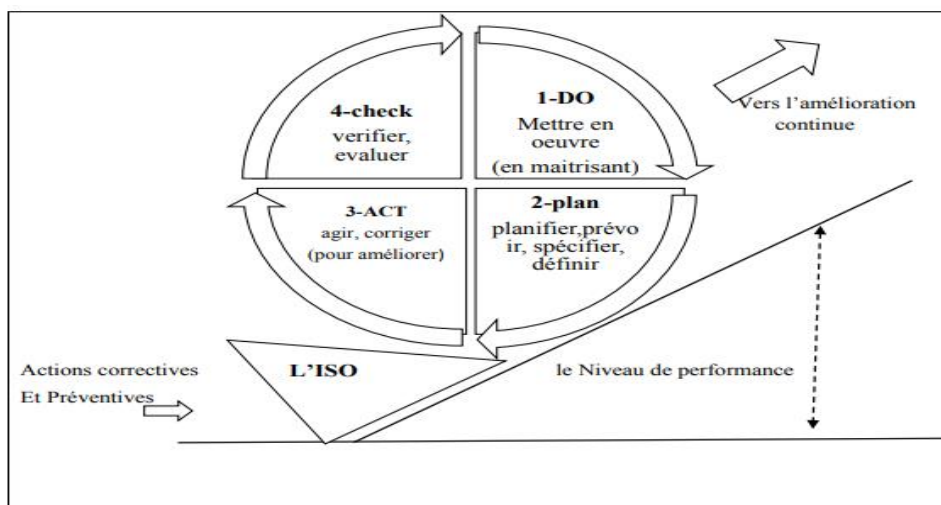 4-check
verifier,
evaluer
1-DO
Mettre en
oeuvre
(en maitrisant)
Vers l'amélioration
continue
3-ACT
agir, corriger
(pour améliorer)
2-plan
planifier,prévo
ir, spécifier,
définir
L'ISO
Actions correctives
Et Préventives
le Niveau de performance